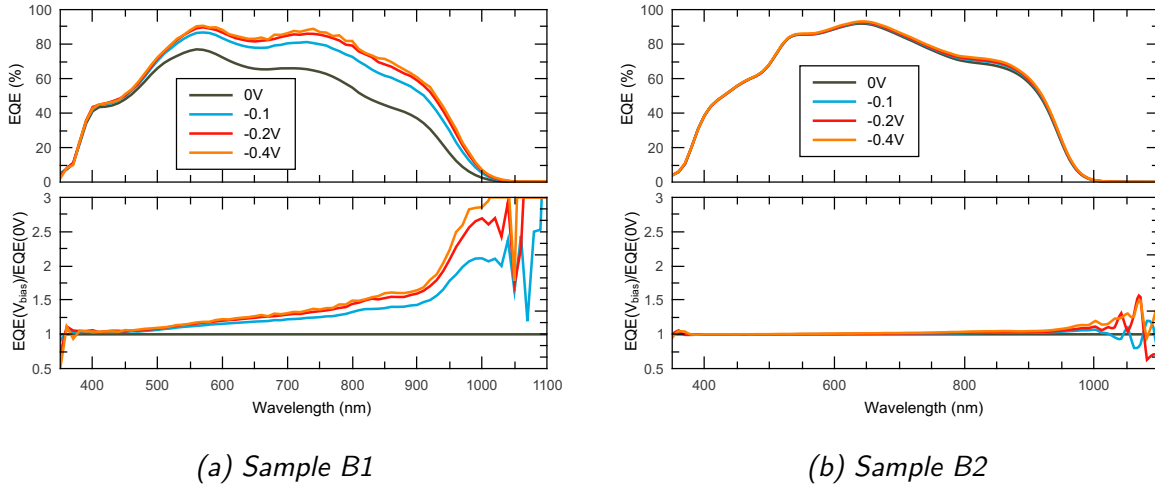 100
80
60
40
20
0
EQE (%)
0V
-0.1
-0.2V
-0.4V
3
2.5
2
1.5
1
0.5
EQE(Vbias)/EQE(0V)
400 500 600 700 800 900 1000 1100
Wavelength (nm)
(a) Sample B1
100
80
60
40
20
0
EQE (%)
0V
-0.1
-0.2V
-0.4V
3
2.5
2
1.5
1
0.5
EQE(Vbias)/EQE(0V)
400 600 800 1000
Wavelength (nm)
(b) Sample B2